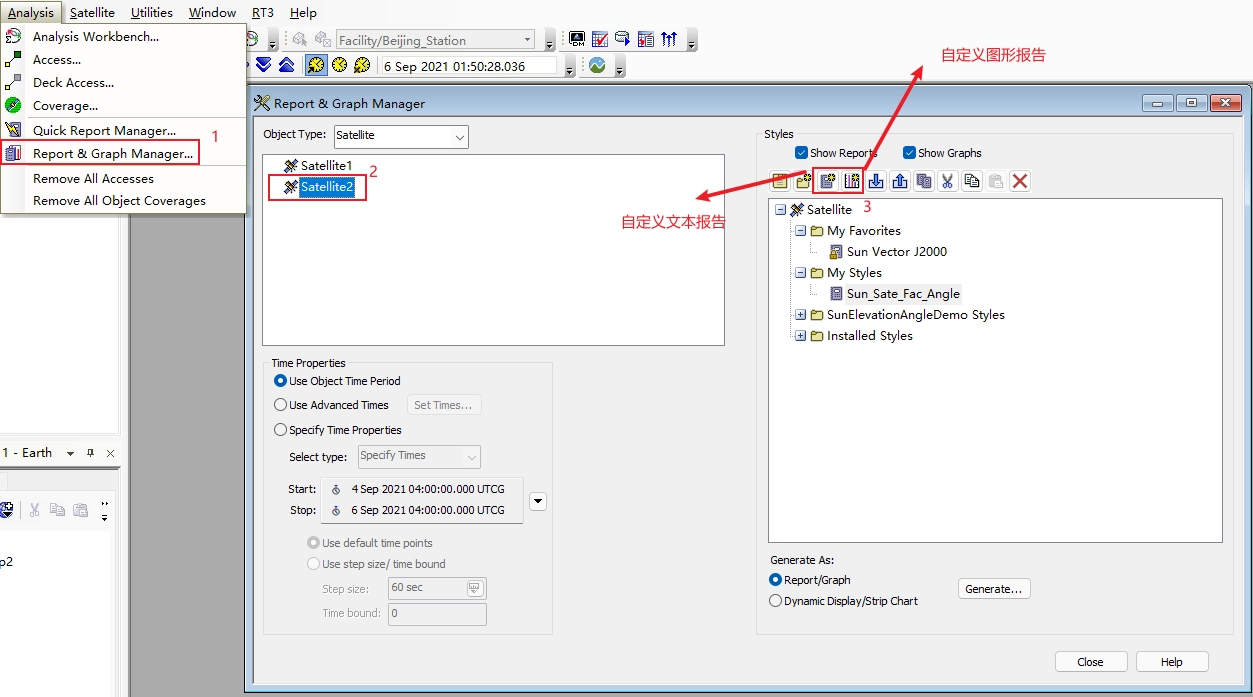 Analysis Satellite Utilities Window RT3 Help
Analysis Workbench...
Access...
Deck Access...
Coverage...
Quick Report Manager...
Report & Graph Manager...
Remove All Accesses
Remove All Object Coverages
1
Facility/Beijing_Station
6 Sep 2021 01:50:28.036
自定义图形报告
Report & Graph Manager
Object Type: Satellite
Satellite1
Satellite2
2
自定义文本报告
Styles
Show Reports Show Graphs
Satellite 3
My Favorites
Sun Vector J2000
My Styles
Sun_Sate_Fac_Angle
SunElevationAngleDemo Styles
Installed Styles
Time Properties
Use Object Time Period
Use Advanced Times Set Times...
Specify Time Properties
Select type: Specify Times
Start: 4 Sep 2021 04:00:00.000 UTCG
Stop: 6 Sep 2021 04:00:00.000 UTCG
Use default time points
Use step size/ time bound
Step size: 60 sec
Time bound: 0
Generate As:
Report/Graph
Dynamic Display/Strip Chart
Generate...
Close Help
1 - Earth
p2